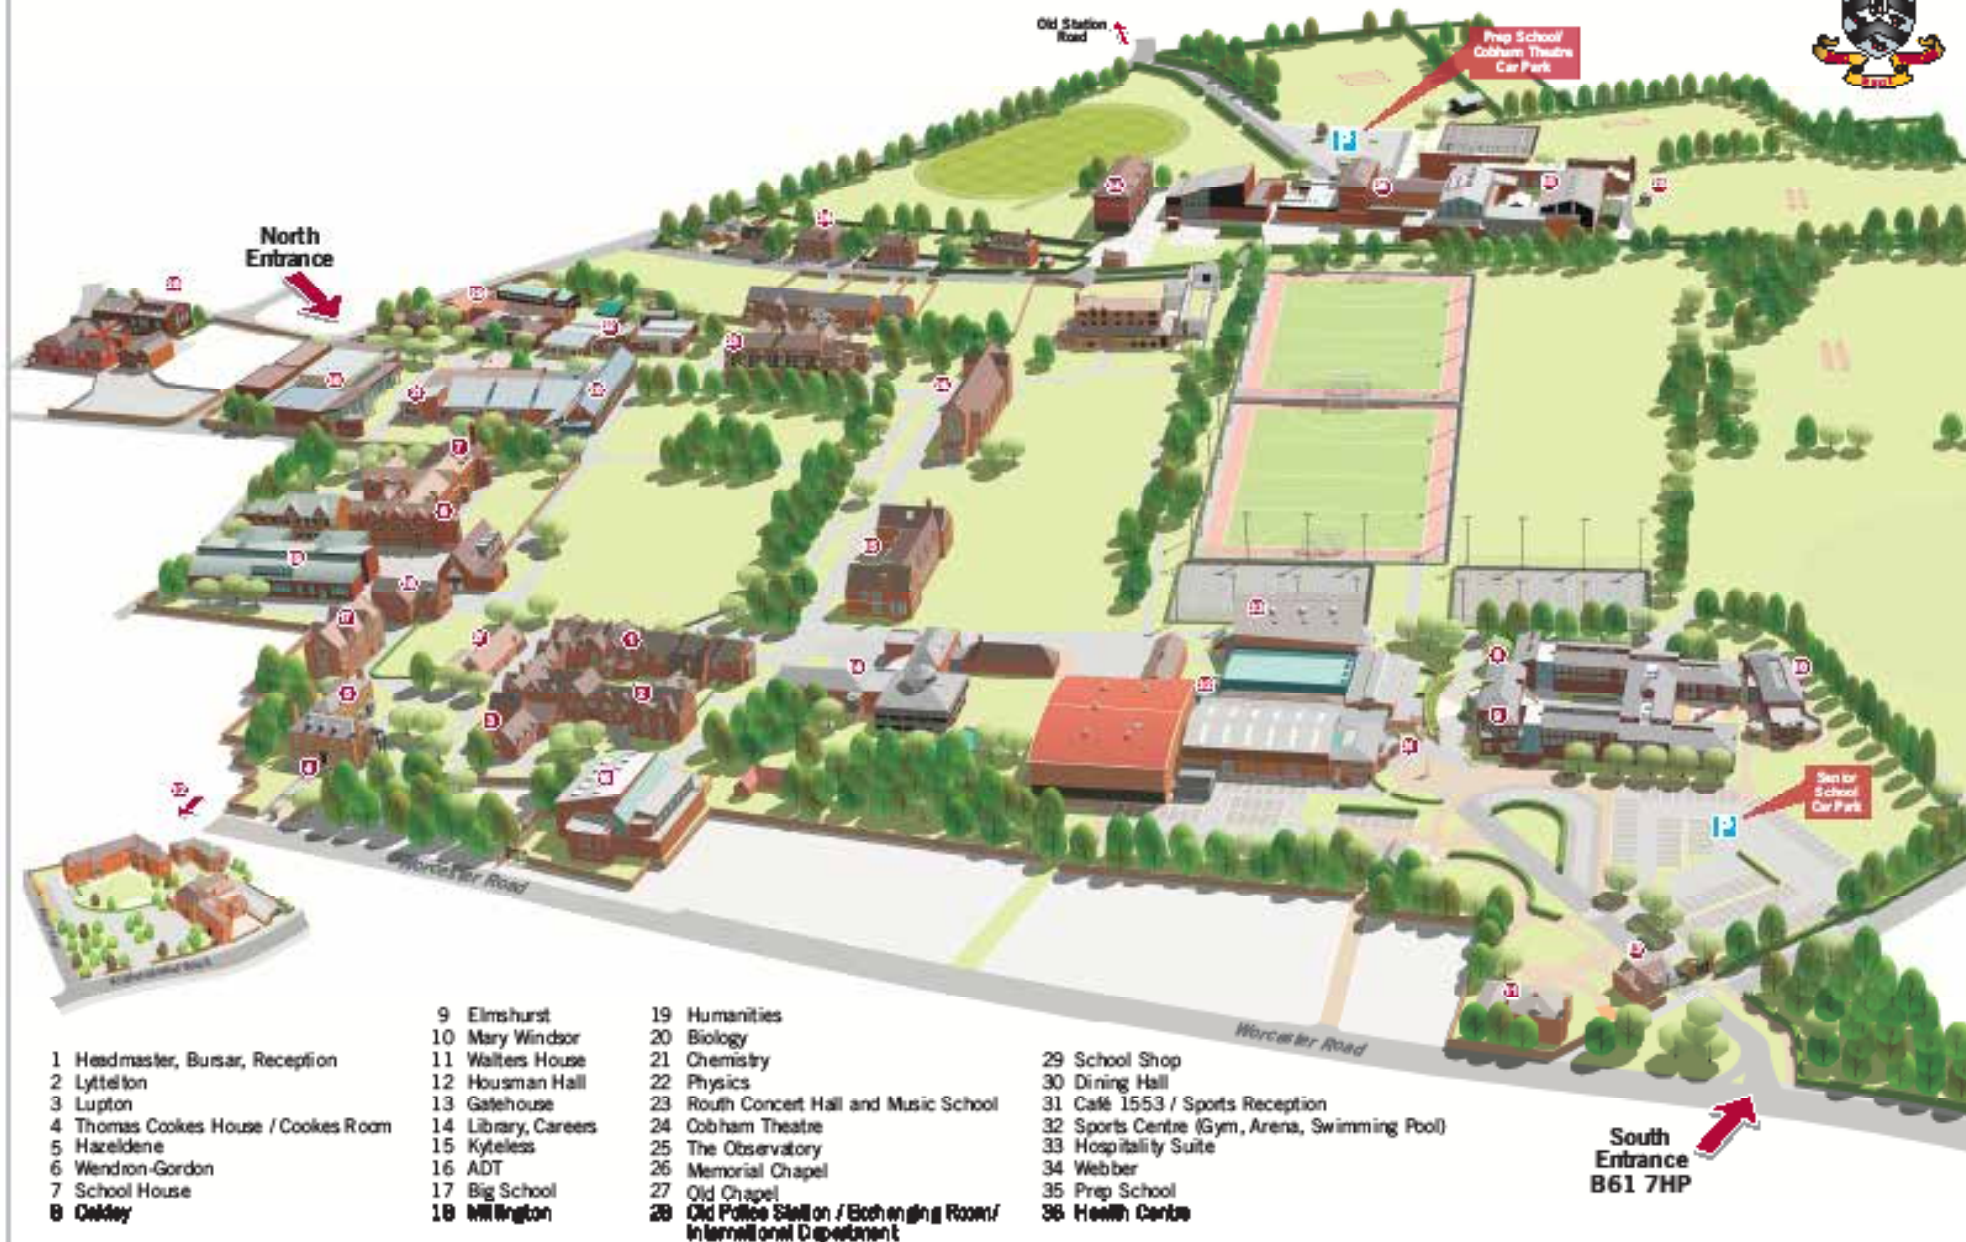 Old Station
Road
Prep School/
Cobham Theatre
Car Park
P
North
Entrance
Senior
School
Car Park
P
Worcester Road
Worcester Road
South
Entrance
B61 7HP
1 Headmaster, Bursar, Reception
2 Lyttelton
3 Lupton
4 Thomas Cookes House / Cookes Room
5 Hazeldene
6 Wendron-Gordon
7 School House
8 Oakley
9 Elmshurst
10 Mary Windsor
11 Walters House
12 Housman Hall
13 Gatehouse
14 Library, Careers
15 Kyteless
16 ADT
17 Big School
18 Millington
19 Humanities
20 Biology
21 Chemistry
22 Physics
23 Routh Concert Hall and Music School
24 Cobham Theatre
25 The Observatory
26 Memorial Chapel
27 Old Chapel
28 Old Police Station / Exchanging Room/
International Department
29 School Shop
30 Dining Hall
31 Café 1553 / Sports Reception
32 Sports Centre (Gym, Arena, Swimming Pool)
33 Hospitality Suite
34 Webber
35 Prep School
36 Health Centre